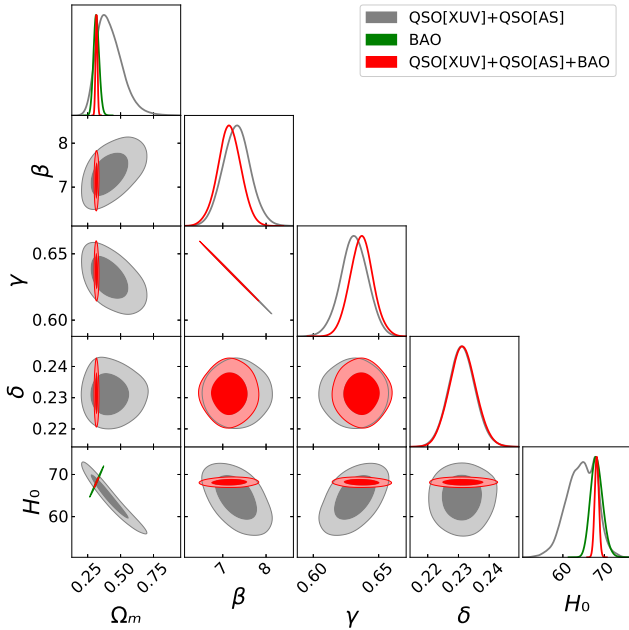 QSO[XUV]+QSO[AS]
BAO
QSO[XUV]+QSO[AS]+BAO
8
7
β
0.65
0.60
γ
0.24
0.23
0.22
δ
70
60
H₀
0.25 0.50 0.75
7 8
0.60 0.65
0.22 0.23 0.24
60 70
Ωₘ
β
γ
δ
H₀